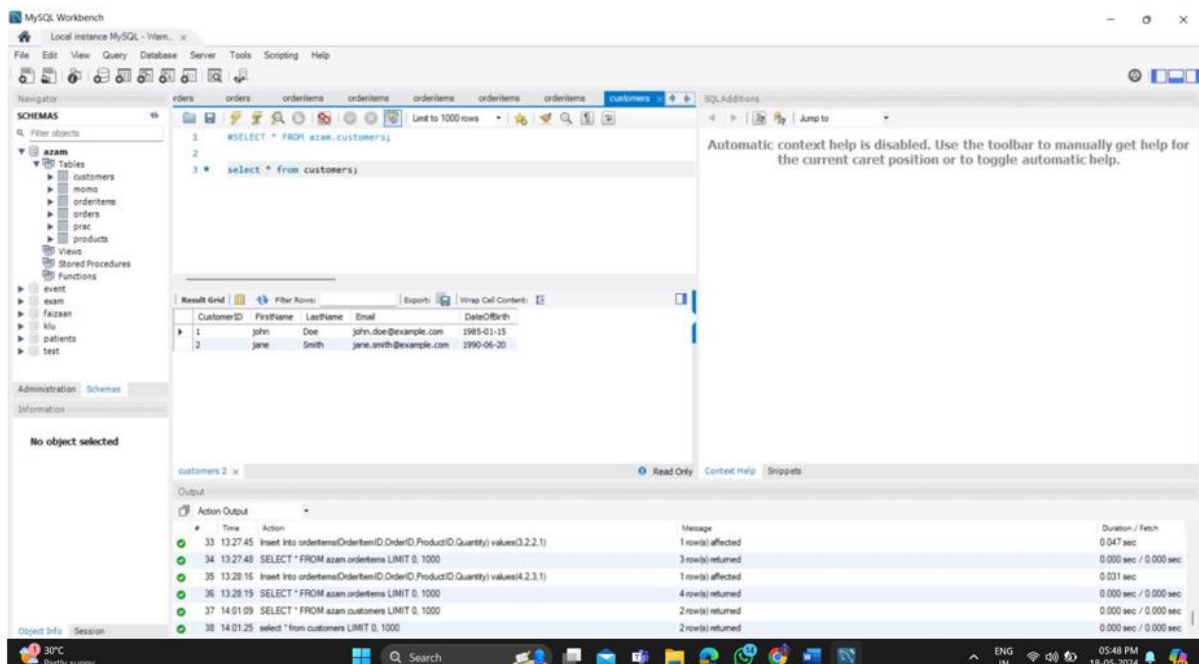 MySQL Workbench
Local instance MySQL - Warn... x
File Edit View Query Database Server Tools Scripting Help
Navigator
SCHEMAS
Filter objects
azam
Tables
customers
momo
orderitems
orders
prac
products
Views
Stored Procedures
Functions
event
exam
faizaan
klu
patients
test
Administration Schemas
Information
No object selected
Object Info Session
orders orderitems orderitems orderitems orderitems orderitems customers
Limit to 1000 rows
1 #SELECT * FROM azam.customers;
2
3 select * from customers;
Result Grid Filter Rows: Export: Wrap Cell Content:
CustomerID FirstName LastName Email DateOfBirth
1 john Doe john.doe@example.com 1985-01-15
2 jane Smith jane.smith@example.com 1990-06-20
customers 2 x
Read Only
SQLAdditions
Jump to
Automatic context help is disabled. Use the toolbar to manually get help for
the current caret position or to toggle automatic help.
Context Help Snippets
Output
Action Output
# Time Action Message Duration / Fetch
33 13:27:45 Insert into orderitems(OrderItemID,OrderID,ProductID,Quantity) values(3,2,2,1) 1 row(s) affected 0.047 sec
34 13:27:48 SELECT * FROM azam.orderitems LIMIT 0, 1000 3 row(s) returned 0.000 sec / 0.000 sec
35 13:28:16 Insert into orderitems(OrderItemID,OrderID,ProductID,Quantity) values(4,2,3,1) 1 row(s) affected 0.031 sec
36 13:28:19 SELECT * FROM azam.orderitems LIMIT 0, 1000 4 row(s) returned 0.000 sec / 0.000 sec
37 14:01:09 SELECT * FROM azam.customers LIMIT 0, 1000 2 row(s) returned 0.000 sec / 0.000 sec
38 14:01:25 select * from customers LIMIT 0, 1000 2 row(s) returned 0.000 sec / 0.000 sec
30°C
Partly sunny
Search
ENG
IN
05:48 PM
18-05-2024